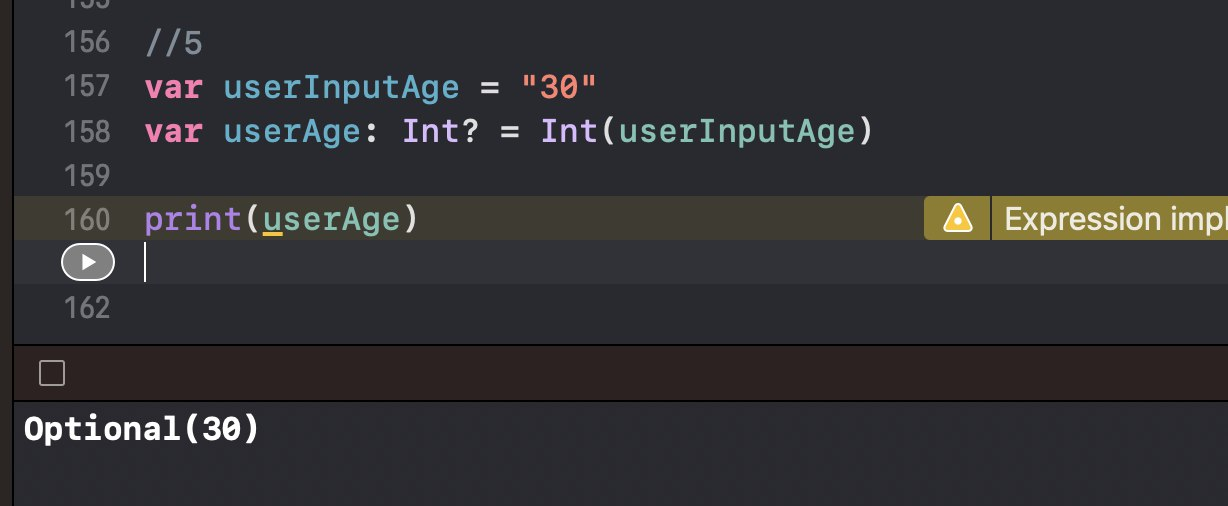 156 //5
157 var userInputAge = "30"
158 var userAge: Int? = Int(userInputAge)
159
160 print(userAge) Expression
162
Optional(30)